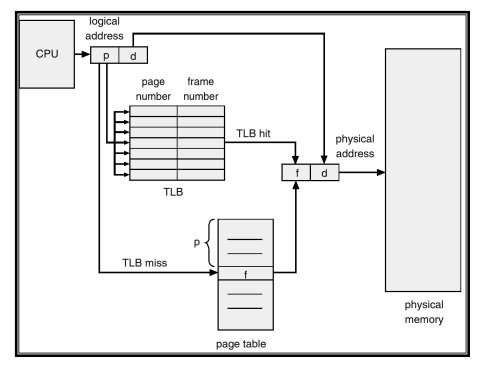 logical
address
CPU
p d
page
number
frame
number
TLB hit
physical
address
f d
TLB
p
TLB miss
f
physical
memory
page table